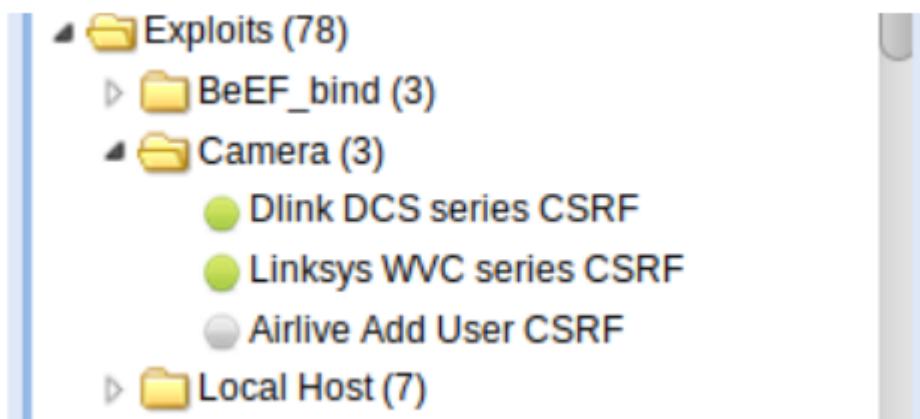 Exploits (78)
BeEF_bind (3)
Camera (3)
Dlink DCS series CSRF
Linksys WVC series CSRF
Airlive Add User CSRF
Local Host (7)